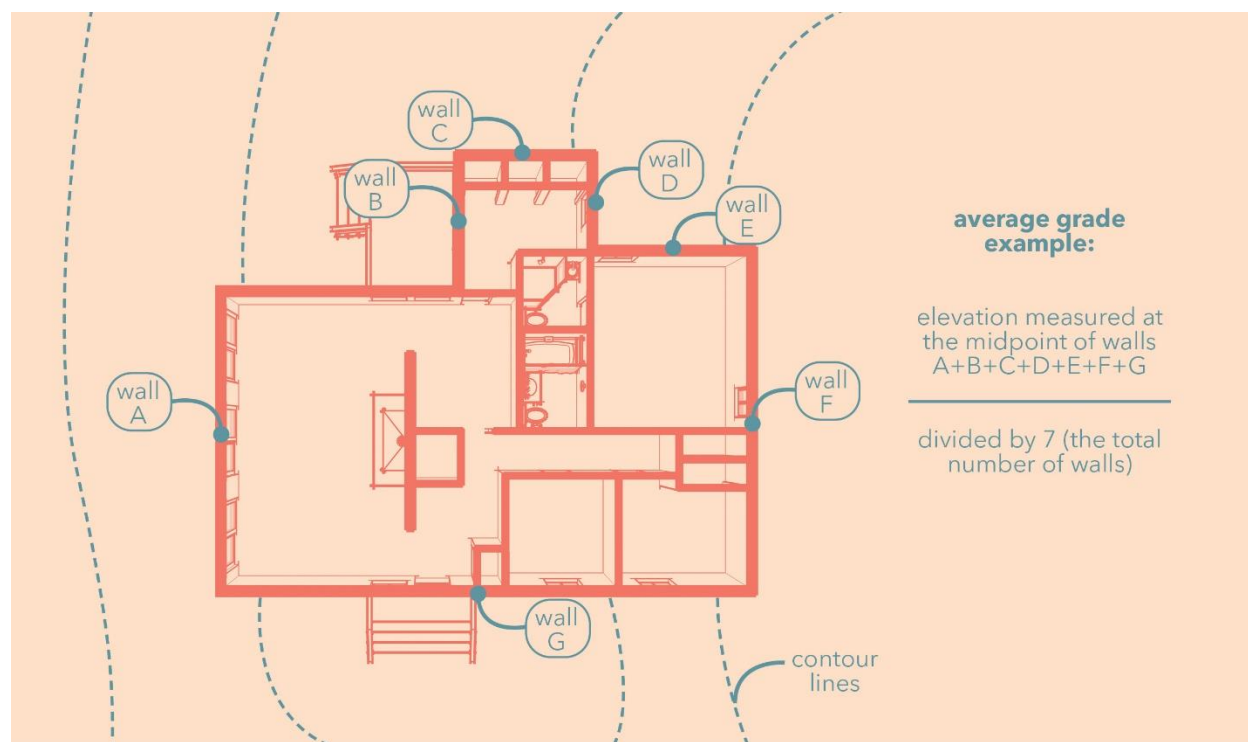 wall
C
wall
D
wall
B
wall
E
average grade
example:
elevation measured at
the midpoint of walls
A+B+C+D+E+F+G
wall
A
wall
F
divided by 7 (the total
number of walls)
wall
G
contour
lines